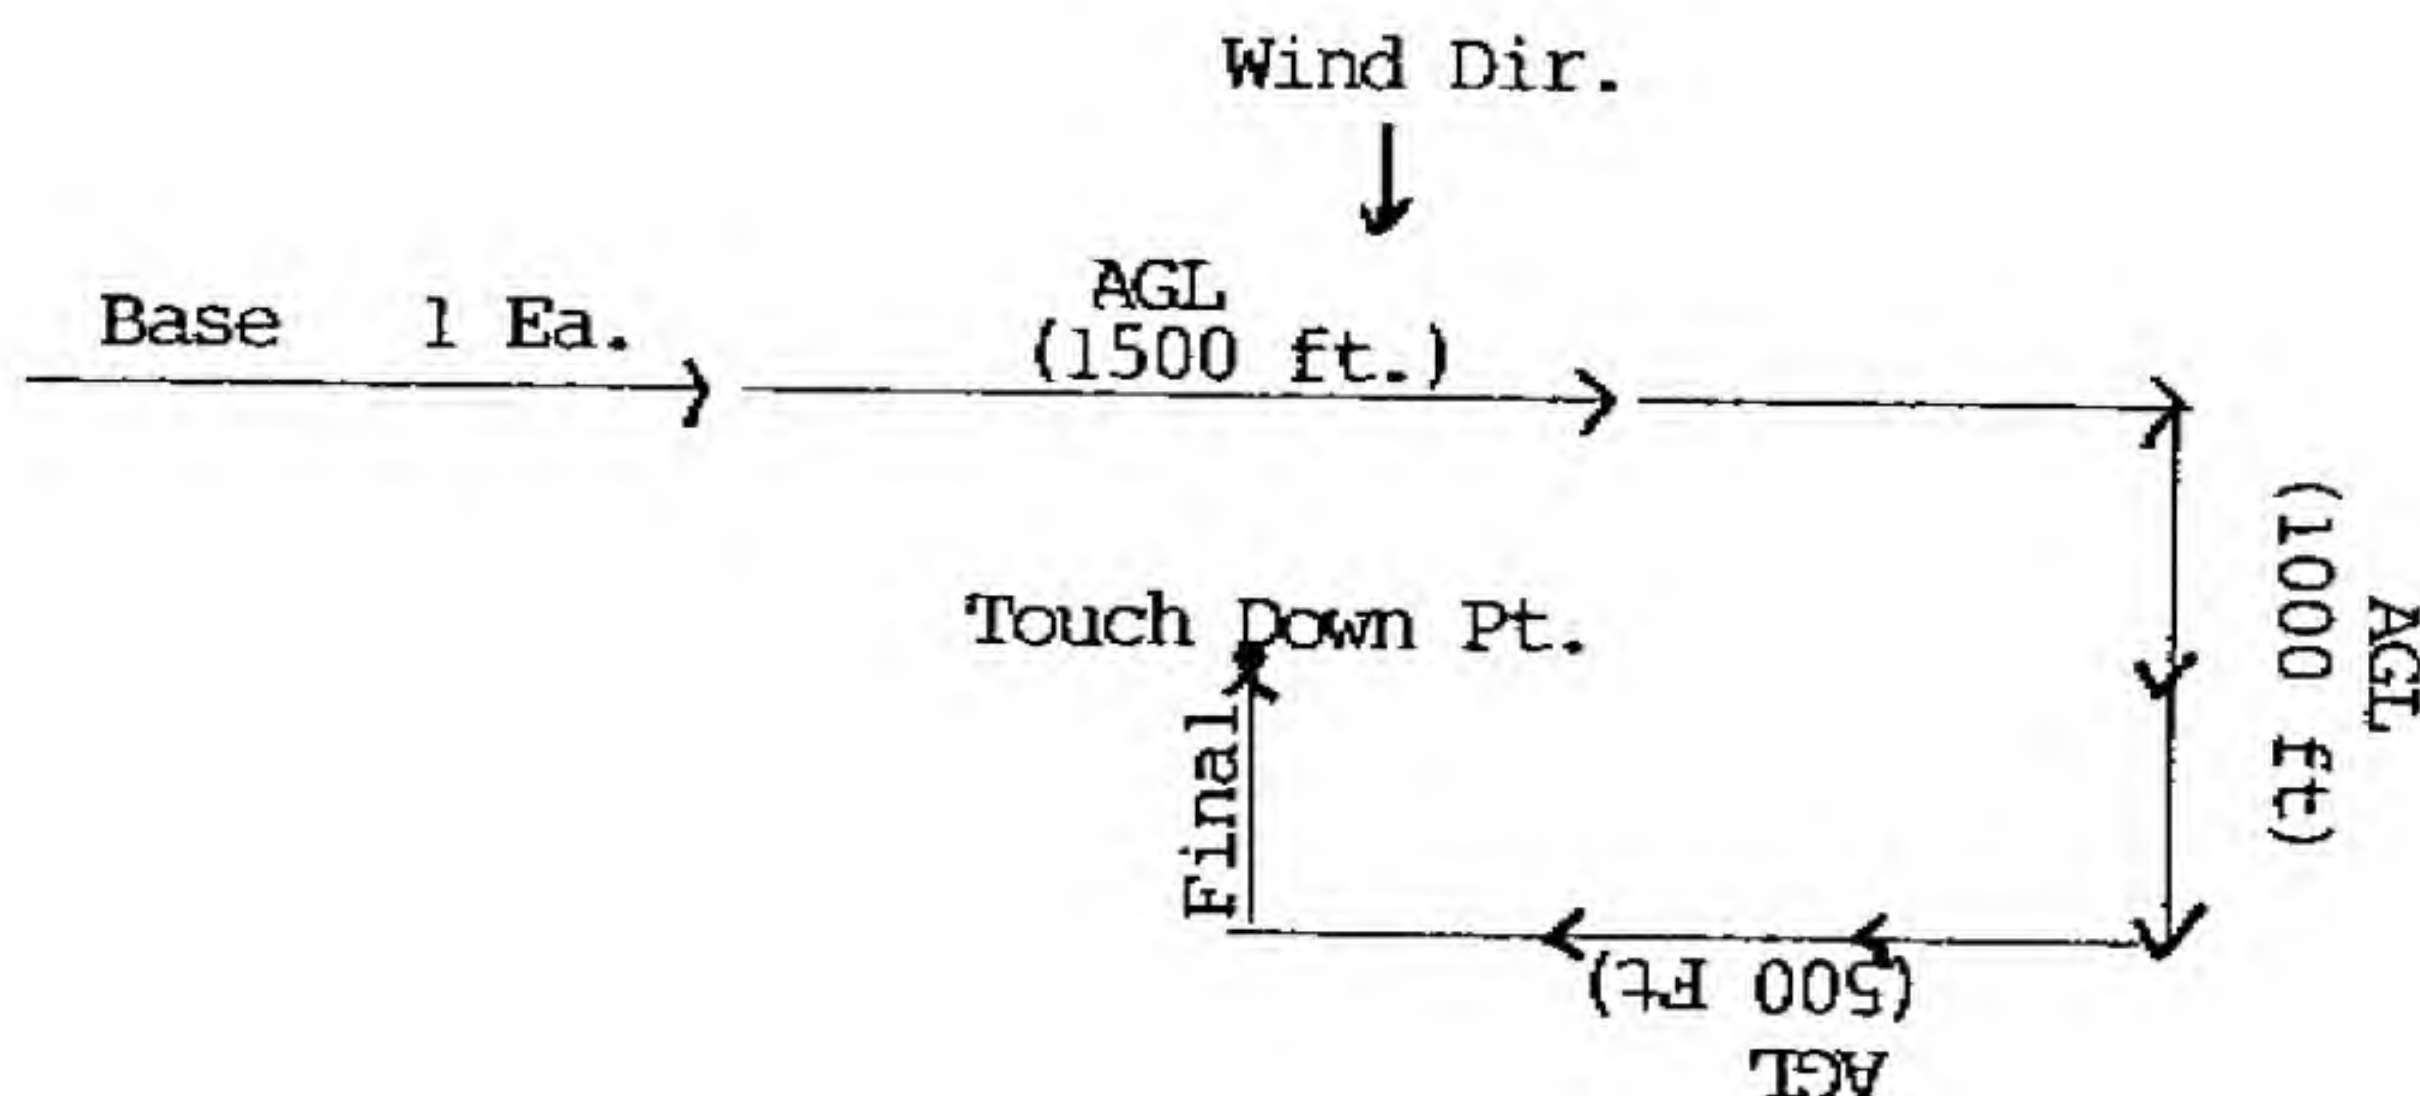 Wind Dir.
AGL
(1500 ft.)
Base 1 Ea.
AGL
(1000 ft)
Touch Down Pt.
Final
(500 Ft)
AGL